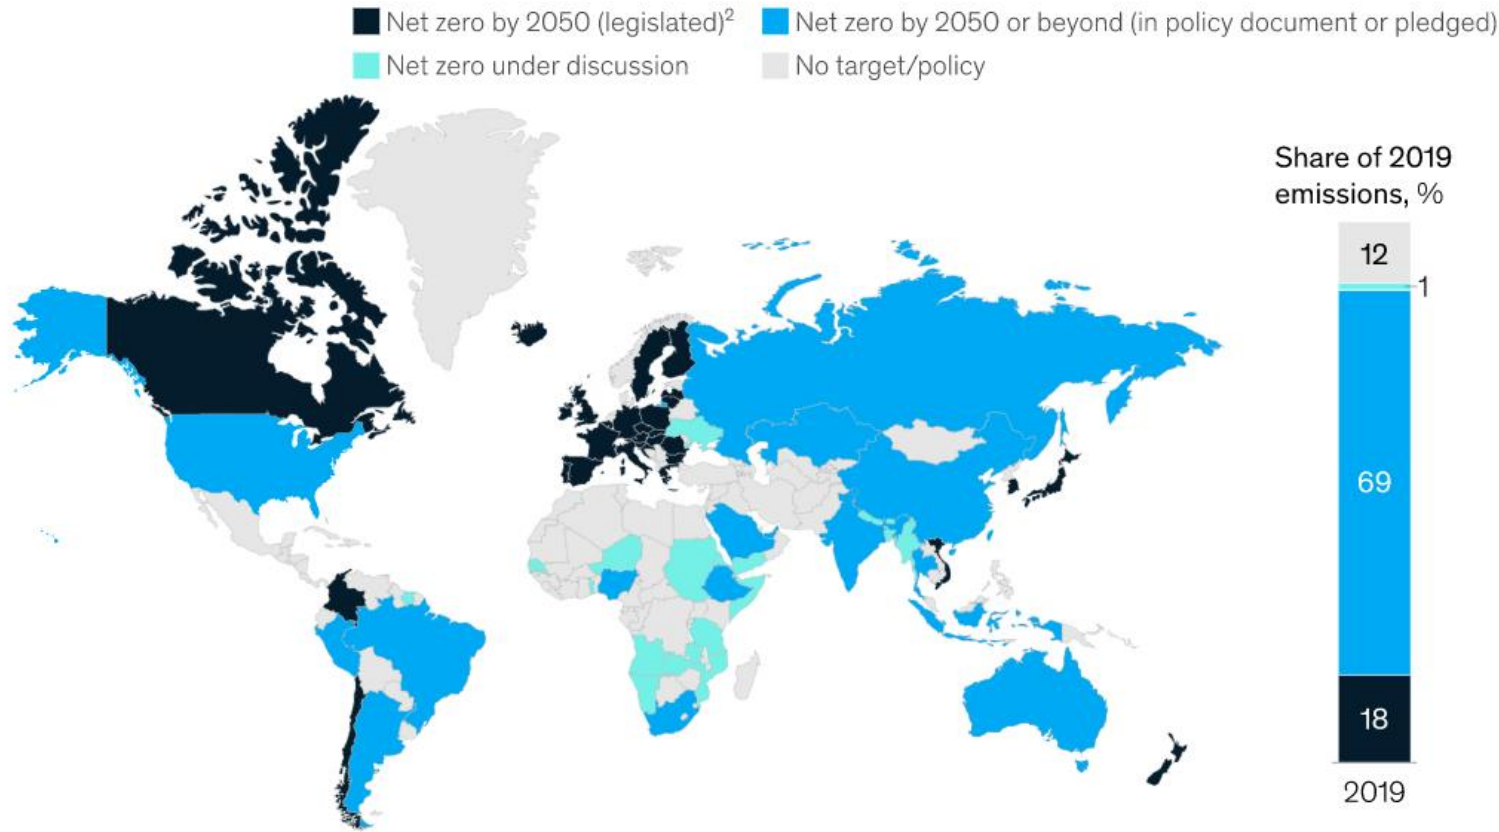 Net zero by 2050 (legislated)² Net zero by 2050 or beyond (in policy document or pledged)
Net zero under discussion No target/policy
Share of 2019
emissions, %
12
1
69
18
2019